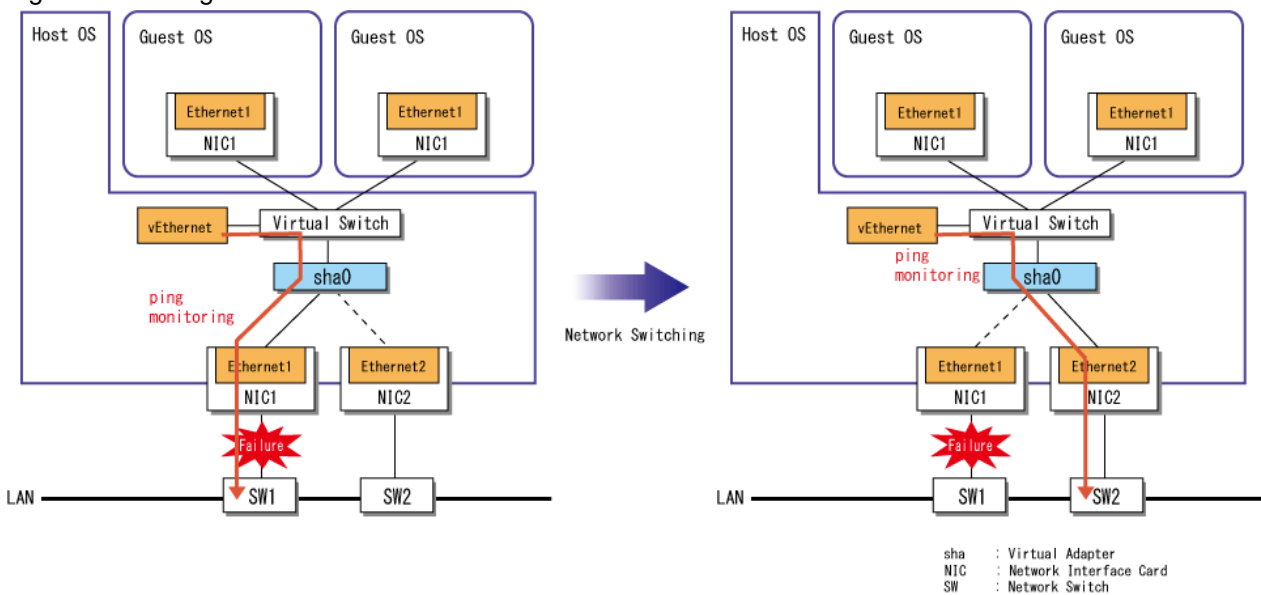 Host OS
Guest OS
Guest OS
Ethernet1
NIC1
Ethernet1
NIC1
vEthernet
Virtual Switch
sha0
ping
monitoring
Ethernet1
NIC1
Ethernet2
NIC2
Failure
LAN
SW1
SW2
Network Switching
Host OS
Guest OS
Guest OS
Ethernet1
NIC1
Ethernet1
NIC1
vEthernet
Virtual Switch
ping
monitoring
sha0
Ethernet1
NIC1
Ethernet2
NIC2
Failure
LAN
SW1
SW2
sha : Virtual Adapter
NIC : Network Interface Card
SW : Network Switch